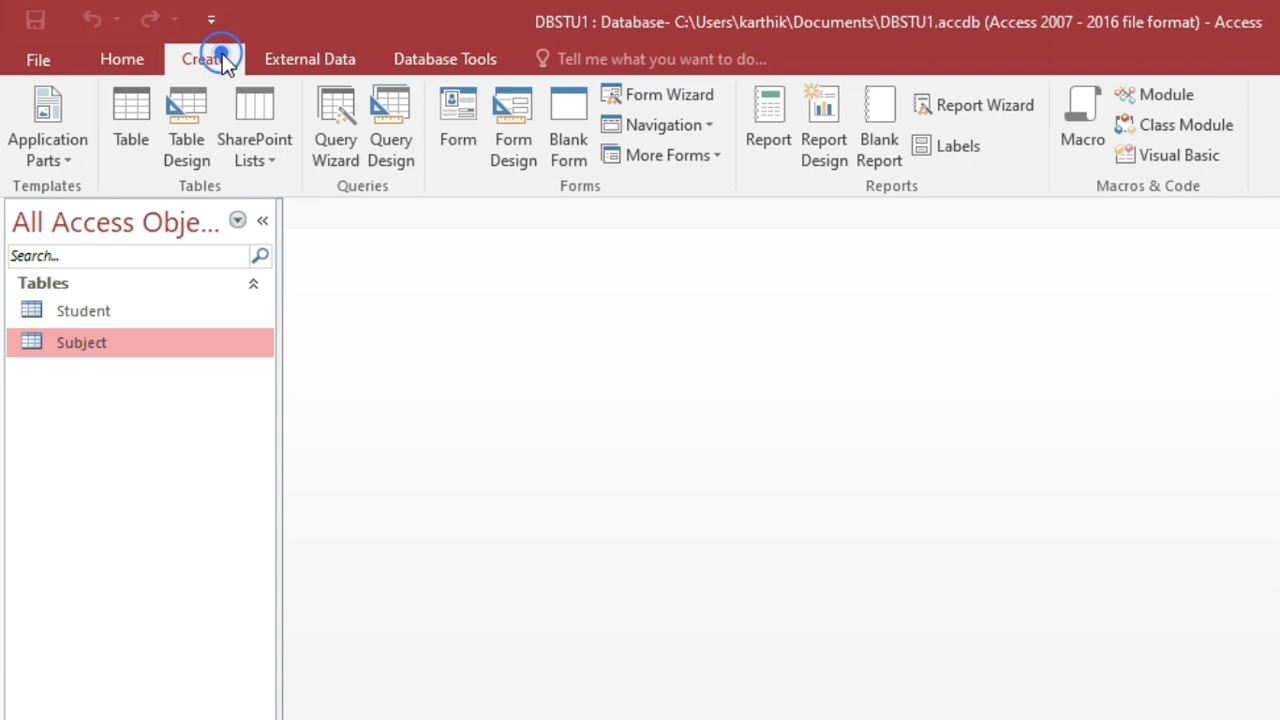 DBSTU1 : Database- C:\Users\karthik\Documents\DBSTU1.accdb (Access 2007 - 2016 file format) - Access
File Home Create External Data Database Tools Tell me what you want to do...
Application Parts
Table
Table Design
SharePoint Lists
Query Wizard
Query Design
Form
Form Design
Blank Form
Form Wizard
Navigation
More Forms
Report
Report Design
Blank Report
Report Wizard
Labels
Macro
Module
Class Module
Visual Basic
Templates Tables Queries Forms Reports Macros & Code
All Access Obje...
Search...
Tables
Student
Subject